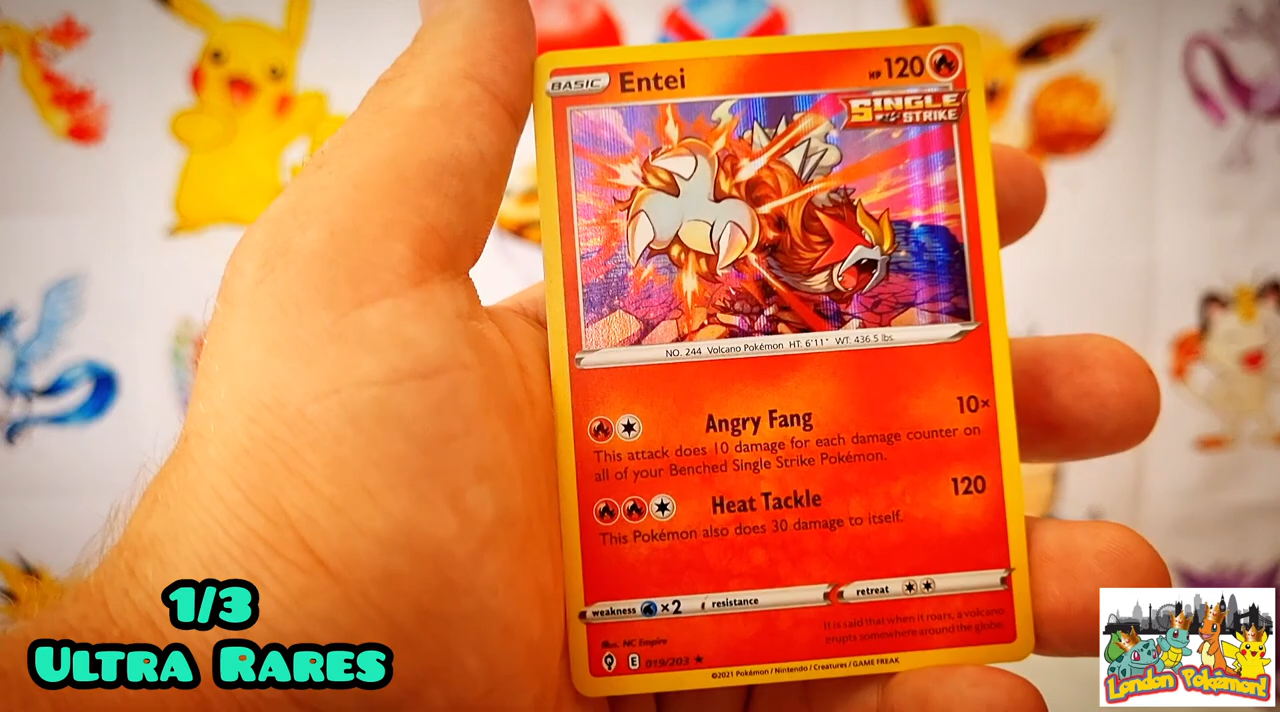 BASIC Entei HP 120
SINGLE
STRIKE
NO. 244 Volcano Pokémon HT: 6'11" WT: 436.5 lbs.
Angry Fang 10×
This attack does 10 damage for each damage counter on
all of your Benched Single Strike Pokémon.
Heat Tackle 120
This Pokémon also does 30 damage to itself.
weakness ×2 resistance retreat
It is said that when it roars, a volcano
erupts somewhere around the globe.
Illus. NC Empire
E 019/203 ★
©2021 Pokémon / Nintendo / Creatures / GAME FREAK
1/3
Ultra Rares
London Pokémon!